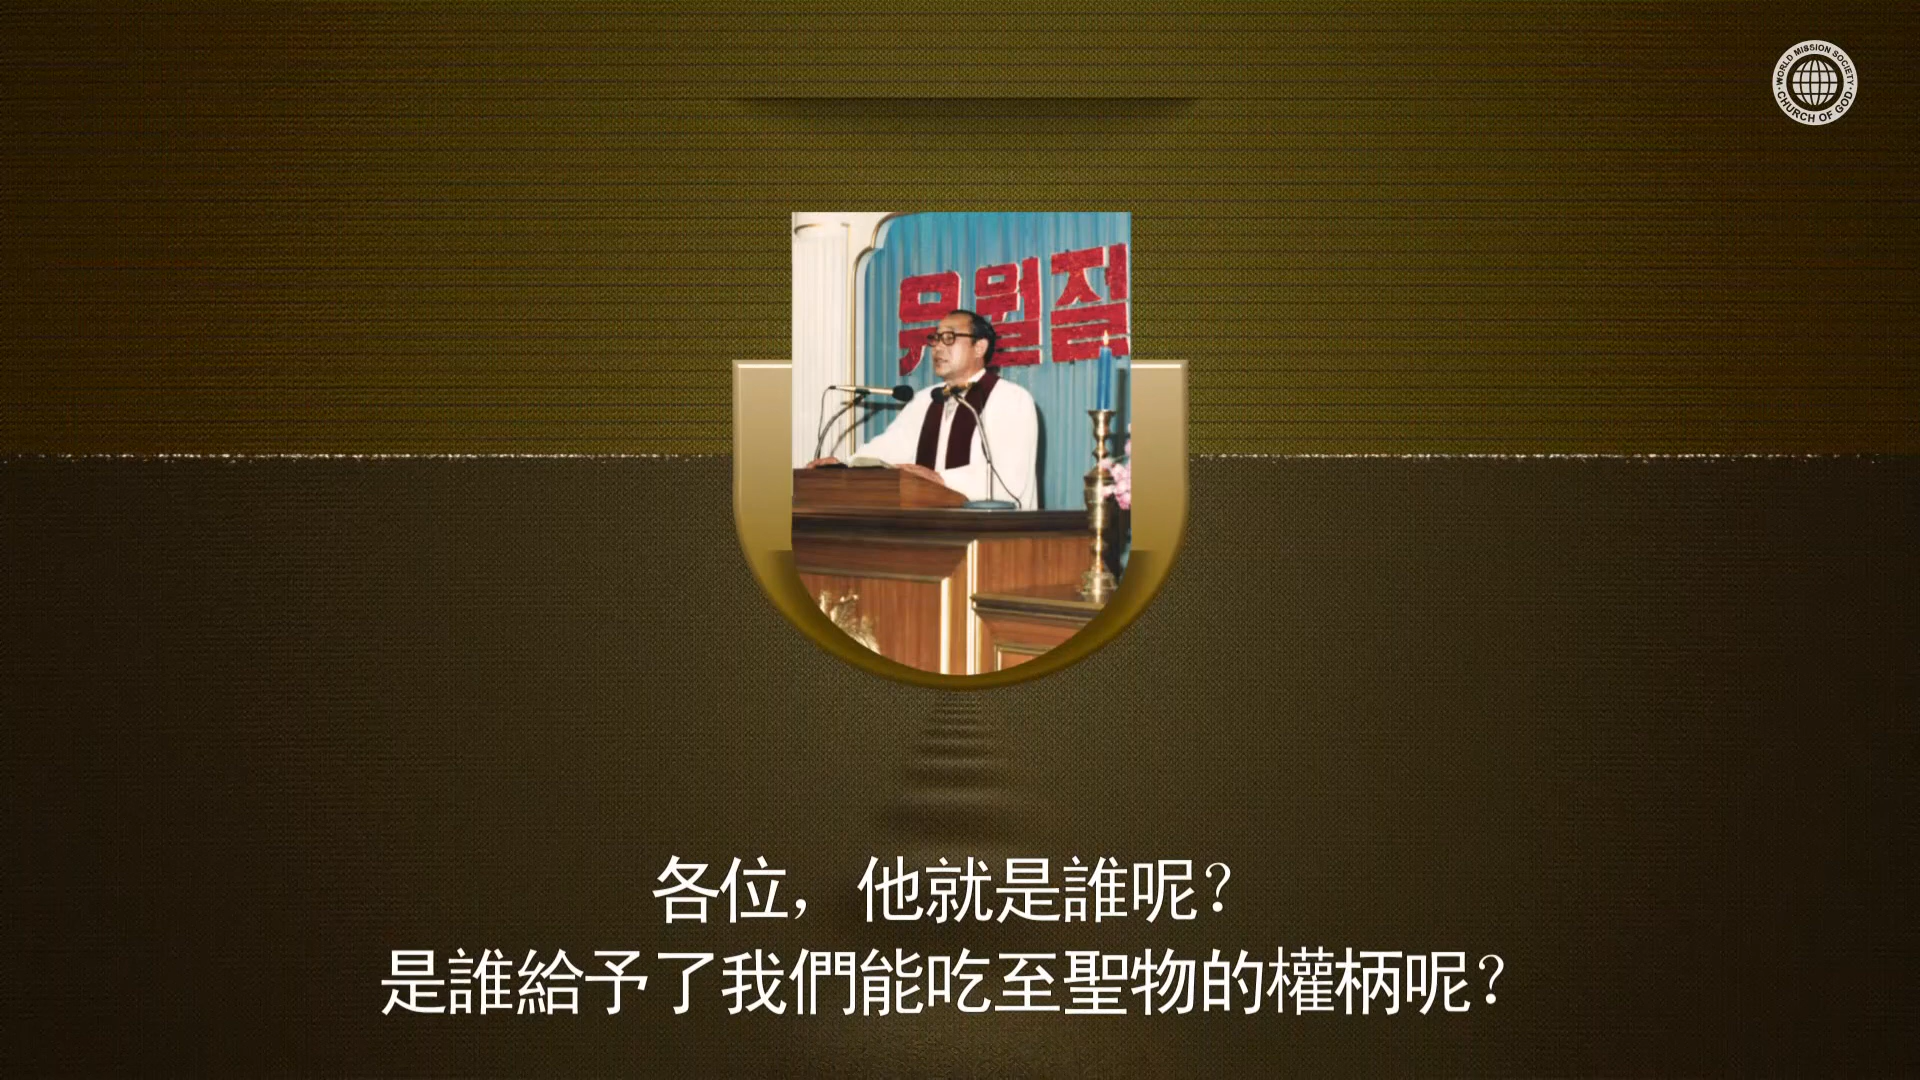 WORLD MISSION SOCIETY
CHURCH OF GOD
유월절
各位，他就是誰呢？
是誰給予了我們能吃至聖物的權柄呢？